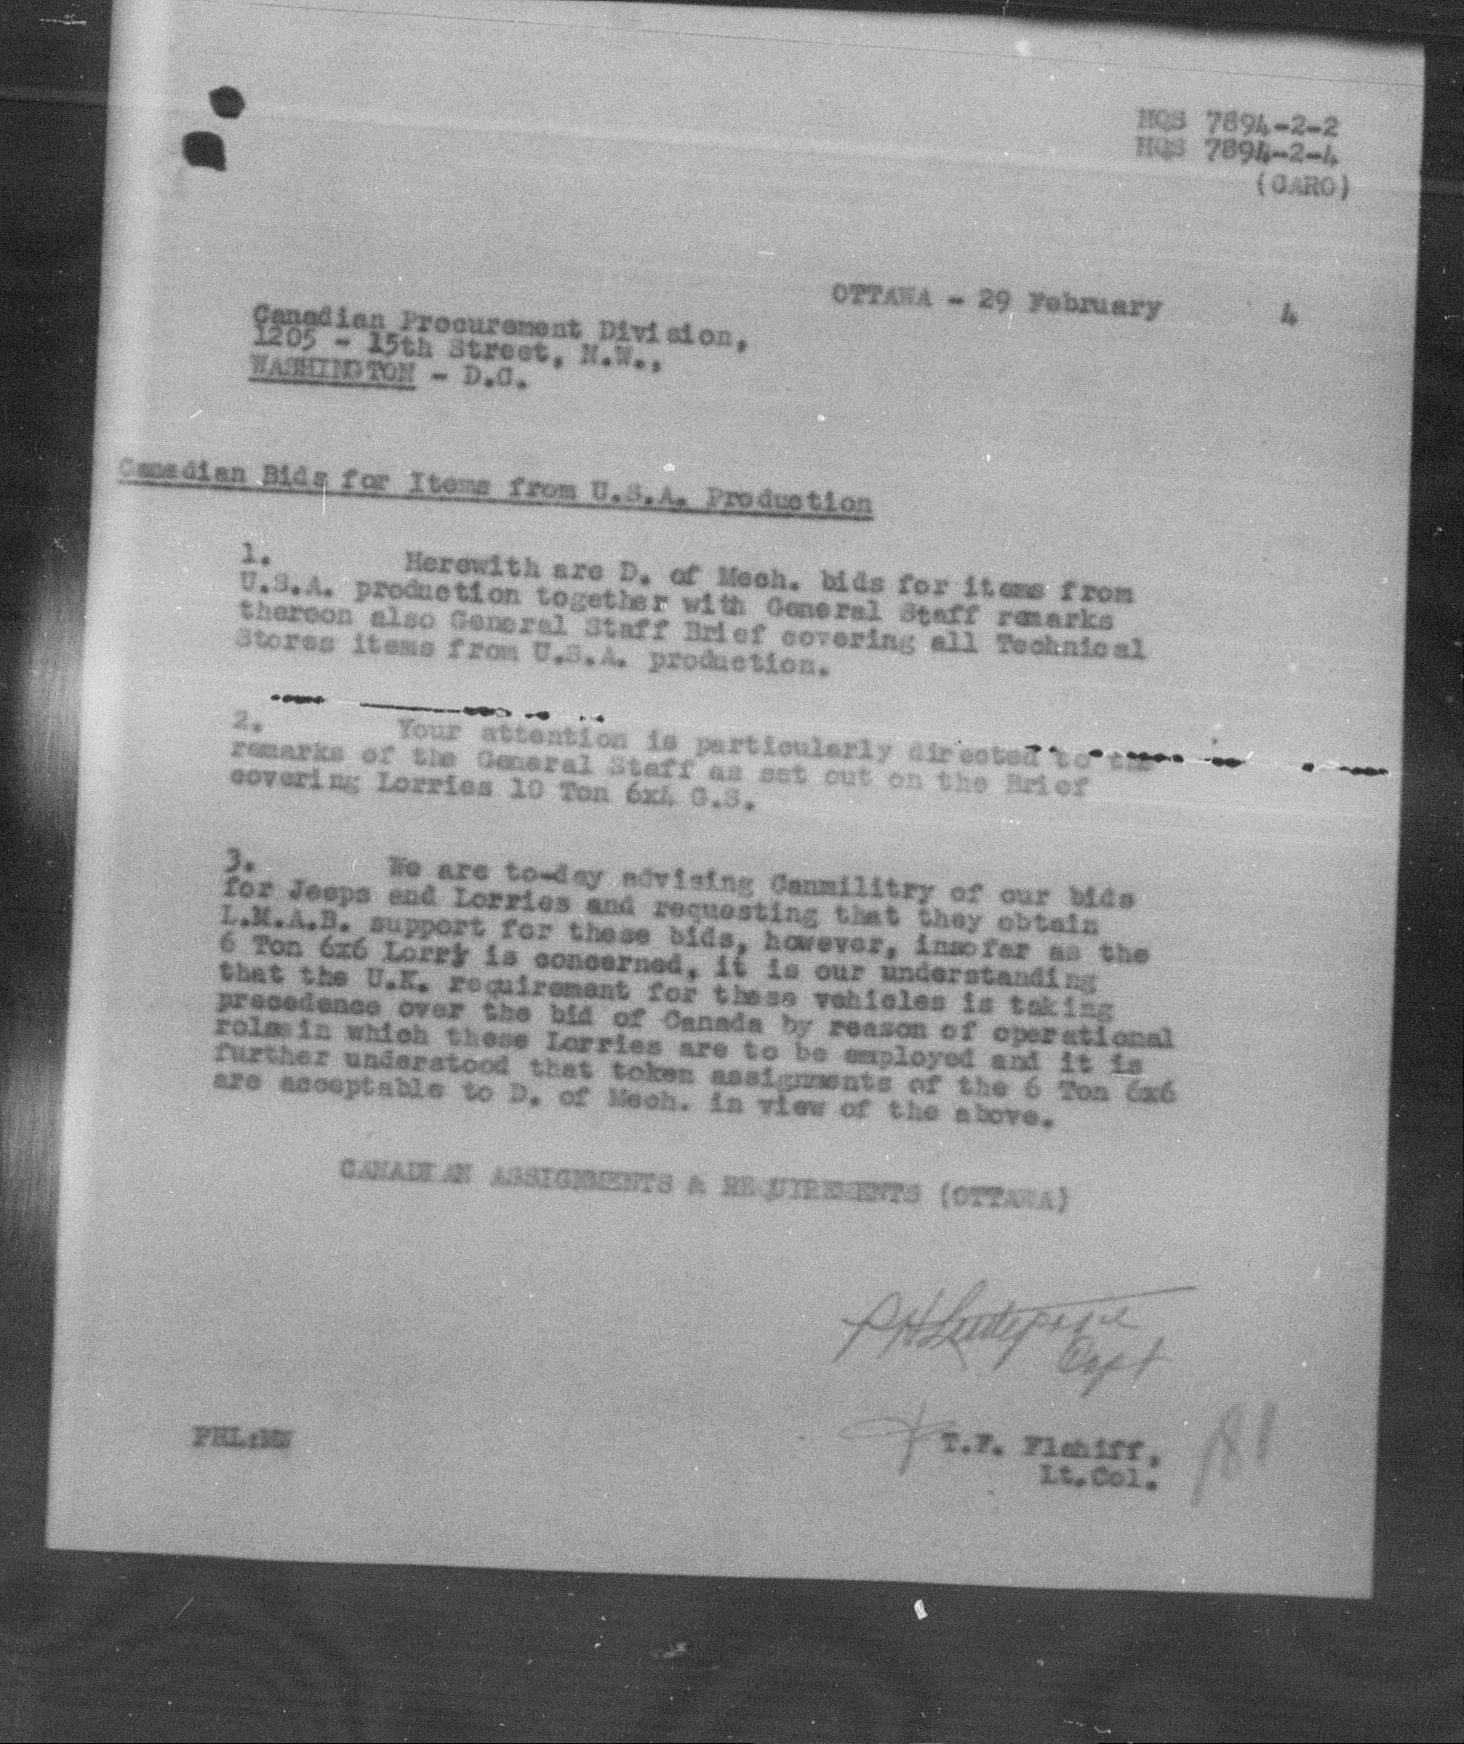 HQS 7894-2-2
HQS 7894-2-4
(CARO)
OTTAWA - 29 February 4
Canadian Procurement Division,
1205 - 15th Street, N.W.,
WASHINGTON - D.C.
Canadian Bids for Items from U.S.A. Production
1. Herewith are D. of Mech. bids for items from
U.S.A. production together with General Staff remarks
thereon also General Staff Brief covering all Technical
Stores items from U.S.A. production.
2. Your attention is particularly directed to the
remarks of the General Staff as set out on the Brief
covering Lorries 10 Ton 6x4 G.S.
3. We are to-day advising Canmilitry of our bids
for Jeeps and Lorries and requesting that they obtain
L.M.A.B. support for these bids, however, insofar as the
6 Ton 6x6 Lorry is concerned, it is our understanding
that the U.K. requirement for these vehicles is taking
precedence over the bid of Canada by reason of operational
roles in which these Lorries are to be employed and it is
further understood that token assignments of the 6 Ton 6x6
are acceptable to D. of Mech. in view of the above.
CANADIAN ASSIGNMENTS & REQUIREMENTS (OTTAWA)
Capt
PHL:MW
T.F. Flahiff,
Lt.Col.
181